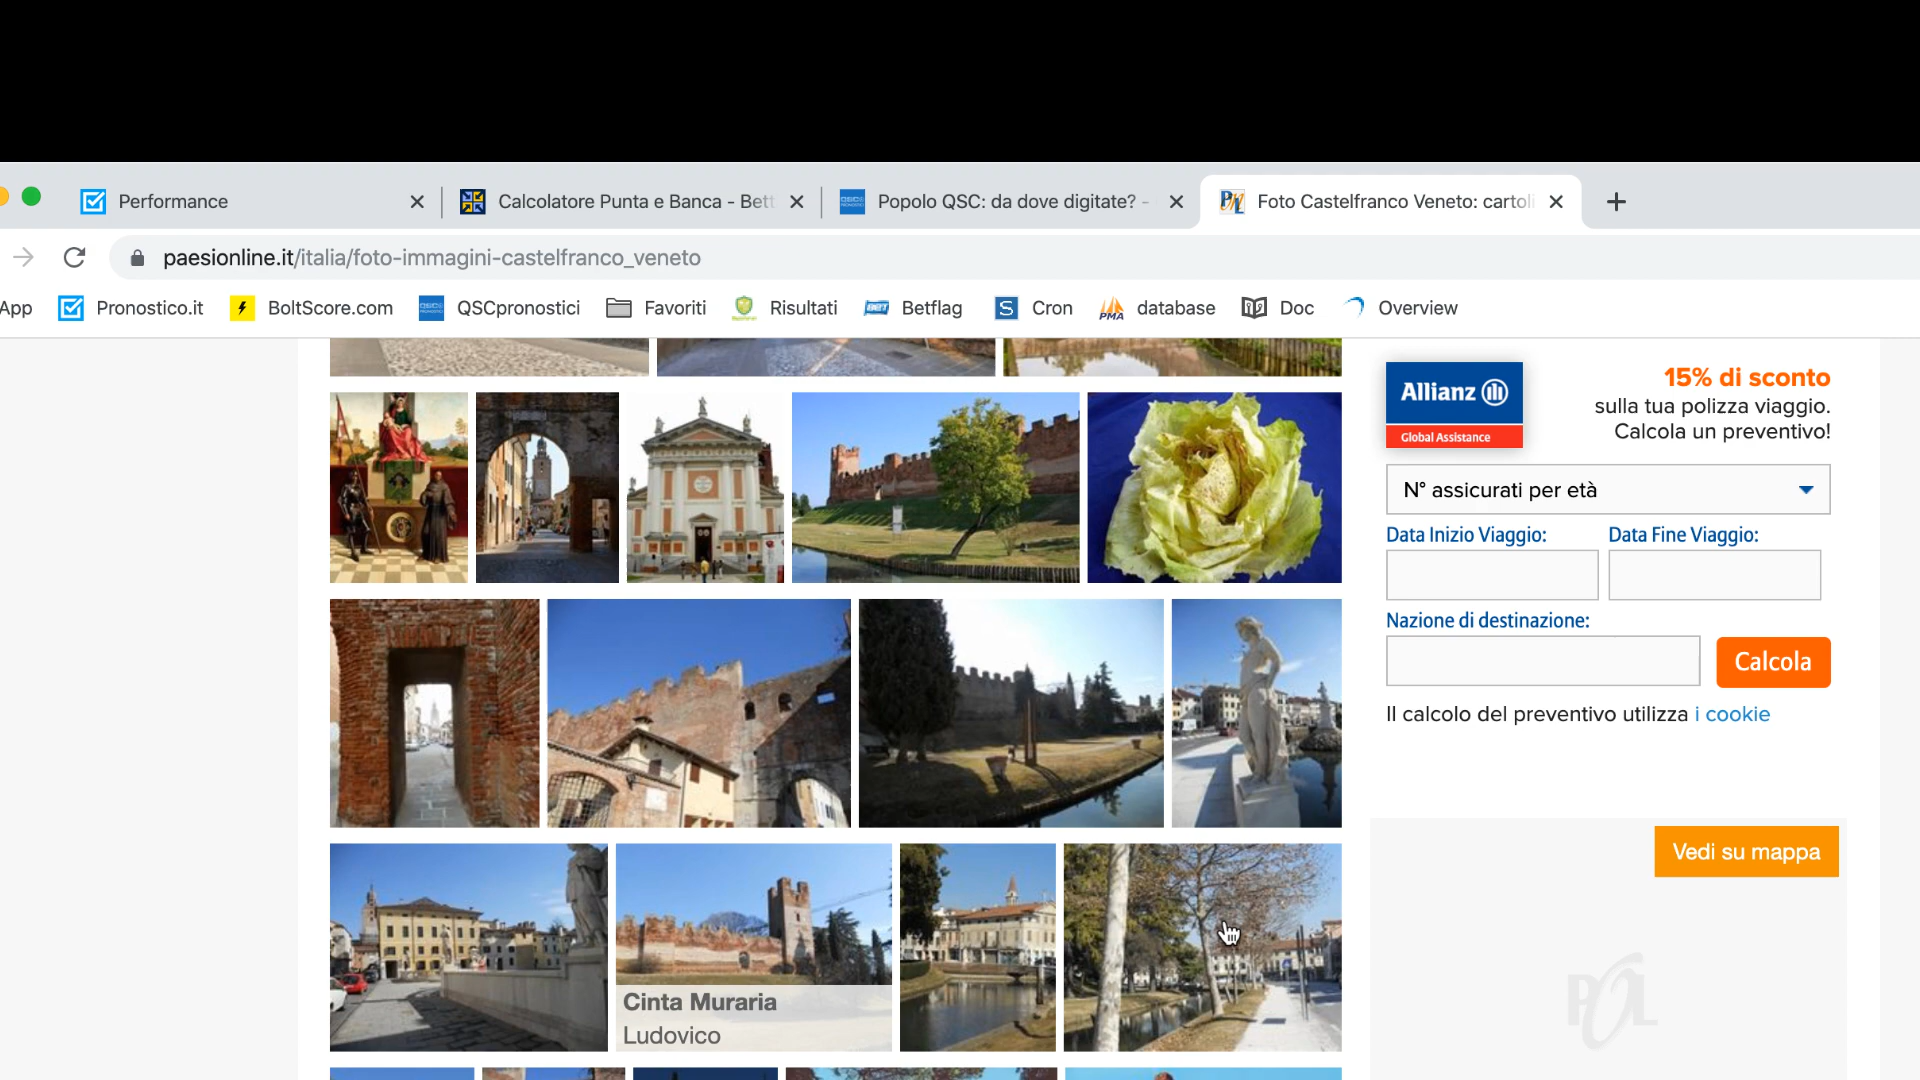 Performance
Calcolatore Punta e Banca - Bett
Popolo QSC: da dove digitate? -
Foto Castelfranco Veneto: cartoli
paesionline.it/italia/foto-immagini-castelfranco_veneto
App
Pronostico.it
BoltScore.com
QSCpronostici
Favoriti
Risultati
Betflag
Cron
database
Doc
Overview
Allianz
Global Assistance
15% di sconto
sulla tua polizza viaggio.
Calcola un preventivo!
N° assicurati per età
Data Inizio Viaggio:
Data Fine Viaggio:
Nazione di destinazione:
Calcola
Il calcolo del preventivo utilizza i cookie
Vedi su mappa
Cinta Muraria
Ludovico
POL